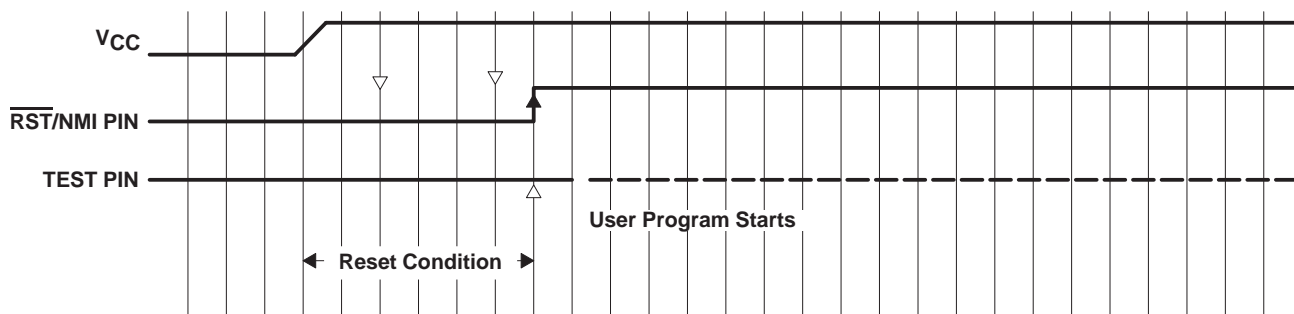 VCC
RST/NMI PIN
TEST PIN
User Program Starts
Reset Condition